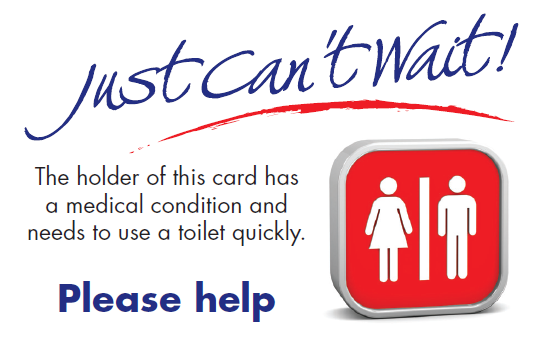 Just Can't Wait!
The holder of this card has
a medical condition and
needs to use a toilet quickly.
Please help